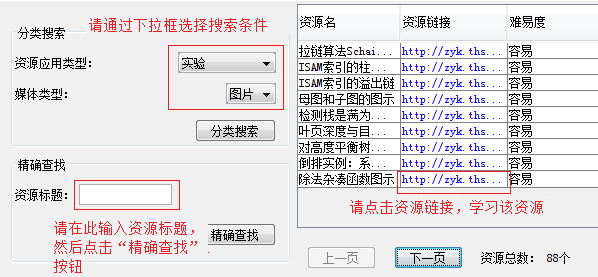 请通过下拉框选择搜索条件
分类搜索
资源应用类型：
实验
媒体类型：
图片
分类搜索
精确查找
资源标题：
请在此输入资源标题，
然后点击“精确查找”
按钮
精确查找
资源名 资源链接 难易度
拉链算法Schai... http://zyk.ths... 容易
ISAM索引的柱... http://zyk.ths... 容易
ISAM索引的溢出链 http://zyk.ths... 容易
母图和子图的图示 http://zyk.ths... 容易
检测栈是满为... http://zyk.ths... 容易
叶页深度与目... http://zyk.ths... 容易
对高度平衡树... http://zyk.ths... 容易
倒排实例：系... http://zyk.ths... 容易
除法杂凑函数图示 http://zyk.ths... 容易
请点击资源链接，学习该资源
上一页
下一页
资源总数： 88个